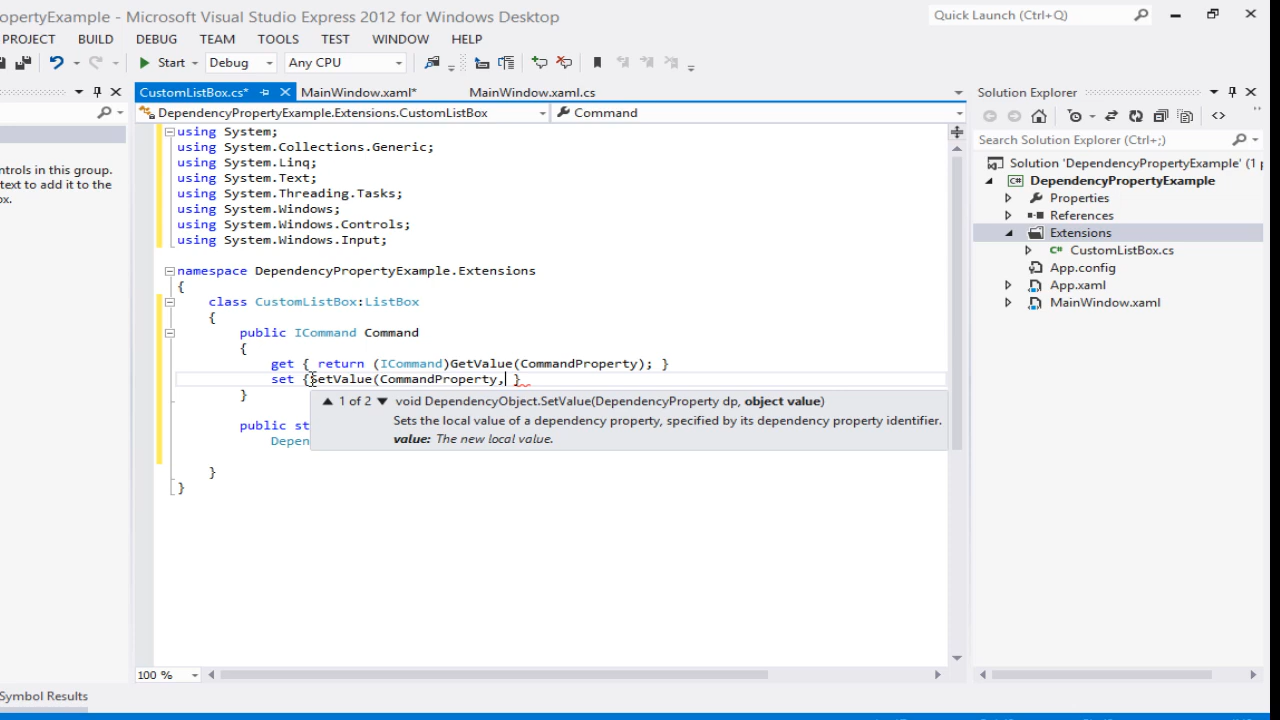 opertyExample - Microsoft Visual Studio Express 2012 for Windows Desktop
Quick Launch (Ctrl+Q)
PROJECT BUILD DEBUG TEAM TOOLS TEST WINDOW HELP
Start Debug Any CPU
CustomListBox.cs* MainWindow.xaml* MainWindow.xaml.cs
DependencyPropertyExample.Extensions.CustomListBox Command
ntrols in this group.
text to add it to the
ox.
using System;
using System.Collections.Generic;
using System.Linq;
using System.Text;
using System.Threading.Tasks;
using System.Windows;
using System.Windows.Controls;
using System.Windows.Input;
namespace DependencyPropertyExample.Extensions
{
class CustomListBox:ListBox
{
public ICommand Command
{
get { return (ICommand)GetValue(CommandProperty); }
set {SetValue(CommandProperty, }
}
1 of 2 void DependencyObject.SetValue(DependencyProperty dp, object value)
Sets the local value of a dependency property, specified by its dependency property identifier.
value: The new local value.
public st
Depen
}
}
100 %
Symbol Results
Solution Explorer
Search Solution Explorer (Ctrl+;)
Solution 'DependencyPropertyExample' (1 p
DependencyPropertyExample
Properties
References
Extensions
CustomListBox.cs
App.config
App.xaml
MainWindow.xaml